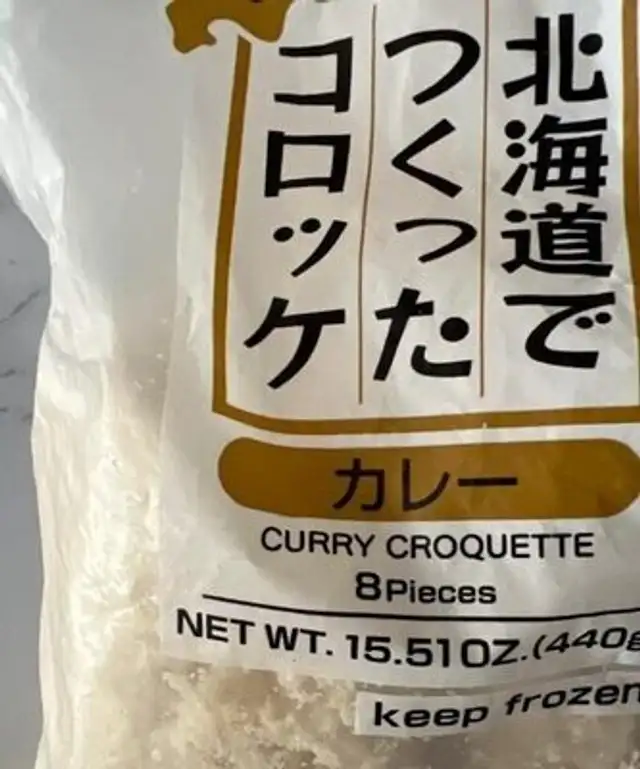 北海道で
つくった
コロッケ
カレー
CURRY CROQUETTE
8Pieces
NET WT. 15.51OZ.(440g
keep frozen